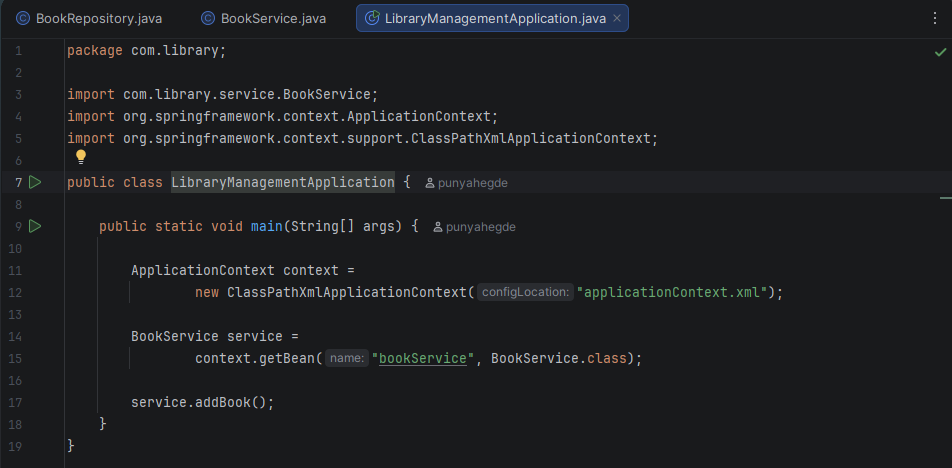 BookRepository.java BookService.java LibraryManagementApplication.java
1 package com.library;
2
3 import com.library.service.BookService;
4 import org.springframework.context.ApplicationContext;
5 import org.springframework.context.support.ClassPathXmlApplicationContext;
6
7 public class LibraryManagementApplication { punyahegde
8
9 public static void main(String[] args) { punyahegde
10
11 ApplicationContext context =
12 new ClassPathXmlApplicationContext( configLocation: "applicationContext.xml");
13
14 BookService service =
15 context.getBean( name: "bookService", BookService.class);
16
17 service.addBook();
18 }
19 }